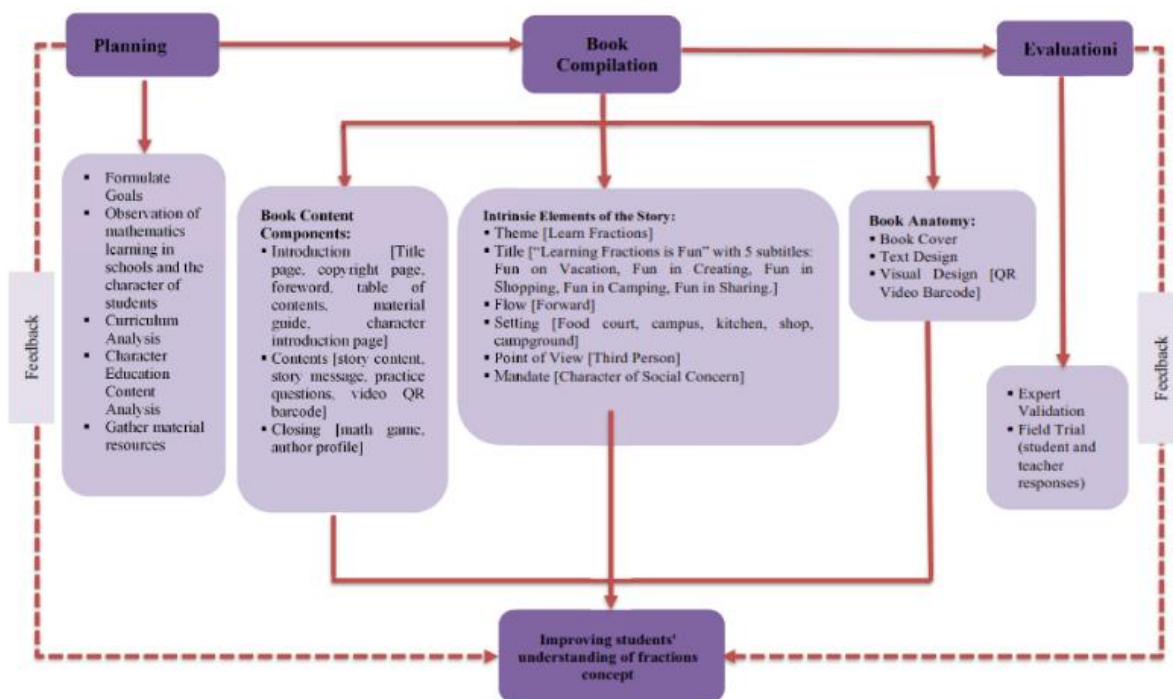 Planning
Book
Compilation
Evaluationi
Feedback
▪ Formulate
Goals
▪ Observation of
mathematics
learning in
schools and the
character of
students
▪ Curriculum
Analysis
▪ Character
Education
Content
Analysis
▪ Gather material
resources
Book Content
Components:
▪ Introduction [Title
page, copyright page,
foreword, table of
contents, material
guide, character
introduction page]
▪ Contents [story content,
story message, practice
questions, video QR
barcode]
▪ Closing [math game,
author profile]
Intrinsic Elements of the Story:
▪ Theme [Learn Fractions]
▪ Title [“Learning Fractions is Fun” with 5 subtitles:
Fun on Vacation, Fun in Creating, Fun in
Shopping, Fun in Camping, Fun in Sharing.]
▪ Flow [Forward]
▪ Setting [Food court, campus, kitchen, shop,
campground]
▪ Point of View [Third Person]
▪ Mandate [Character of Social Concern]
Book Anatomy:
▪ Book Cover
▪ Text Design
▪ Visual Design [QR
Video Barcode]
▪ Expert
Validation
▪ Field Trial
(student and
teacher
responses)
Feedback
Improving students'
understanding of fractions
concept